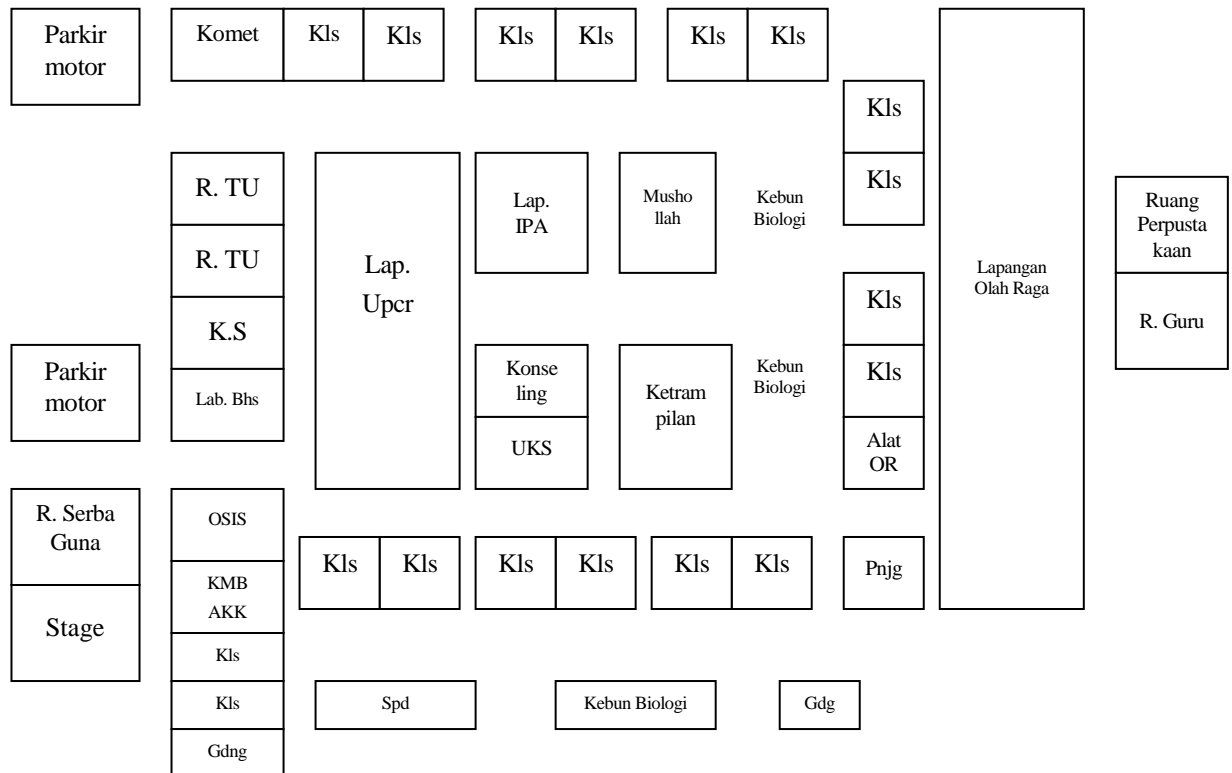 Parkir
motor
Komet
Kls
Kls
Kls
Kls
Kls
Kls
Kls
Kls
R. TU
R. TU
K.S
Lab. Bhs
Lap.
Upcr
Lap.
IPA
Musho
llah
Kebun
Biologi
Lapangan
Olah Raga
Ruang
Perpusta
kaan
R. Guru
Parkir
motor
Konse
ling
UKS
Ketram
pilan
Kebun
Biologi
Kls
Kls
Alat
OR
R. Serba
Guna
Stage
OSIS
KMB
AKK
Kls
Kls
Gdng
Kls
Kls
Kls
Kls
Kls
Kls
Pnjg
Spd
Kebun Biologi
Gdg